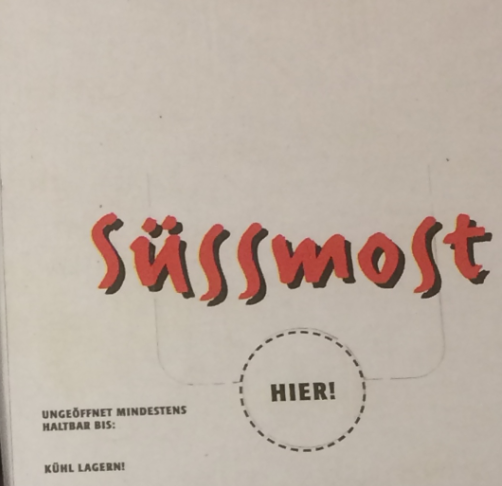 Süssmost
HIER!
UNGEÖFFNET MINDESTENS
HALTBAR BIS:
KÜHL LAGERN!